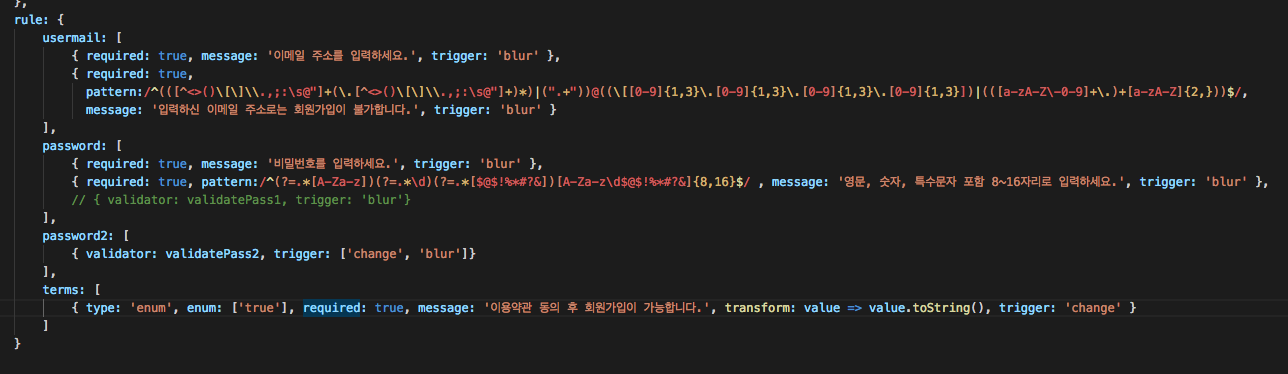 },
rule: {
usermail: [
{ required: true, message: '이메일 주소를 입력하세요.', trigger: 'blur' },
{ required: true,
pattern:/^(([^<>()\[\]\\.,;:\s@"]+(\.[^<>()\[\]\\.,;:\s@"]+)*)|(".+"))@((\[[0-9]{1,3}\.[0-9]{1,3}\.[0-9]{1,3}\.[0-9]{1,3}])|(([a-zA-Z\-0-9]+\.)+[a-zA-Z]{2,}))$/,
message: '입력하신 이메일 주소로는 회원가입이 불가합니다.', trigger: 'blur' }
],
password: [
{ required: true, message: '비밀번호를 입력하세요.', trigger: 'blur' },
{ required: true, pattern:/^(?=.*[A-Za-z])(?=.*\d)(?=.*[$@$!%*#?&])[A-Za-z\d$@$!%*#?&]{8,16}$/ , message: '영문, 숫자, 특수문자 포함 8~16자리로 입력하세요.', trigger: 'blur' },
// { validator: validatePass1, trigger: 'blur'}
],
password2: [
{ validator: validatePass2, trigger: ['change', 'blur']}
],
terms: [
{ type: 'enum', enum: ['true'], required: true, message: '이용약관 동의 후 회원가입이 가능합니다.', transform: value => value.toString(), trigger: 'change' }
]
}